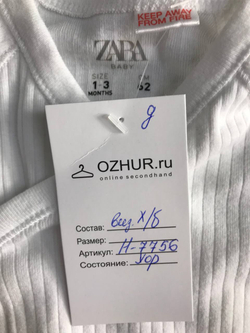 KEEP AWAY
FROM FIRE
ZARA
BABY
SIZE
1-3
MONTHS
62
g
OZHUR.ru
online secondhand
Состав: х/б
Размер:
Артикул: Н-7756
Состояние: хор